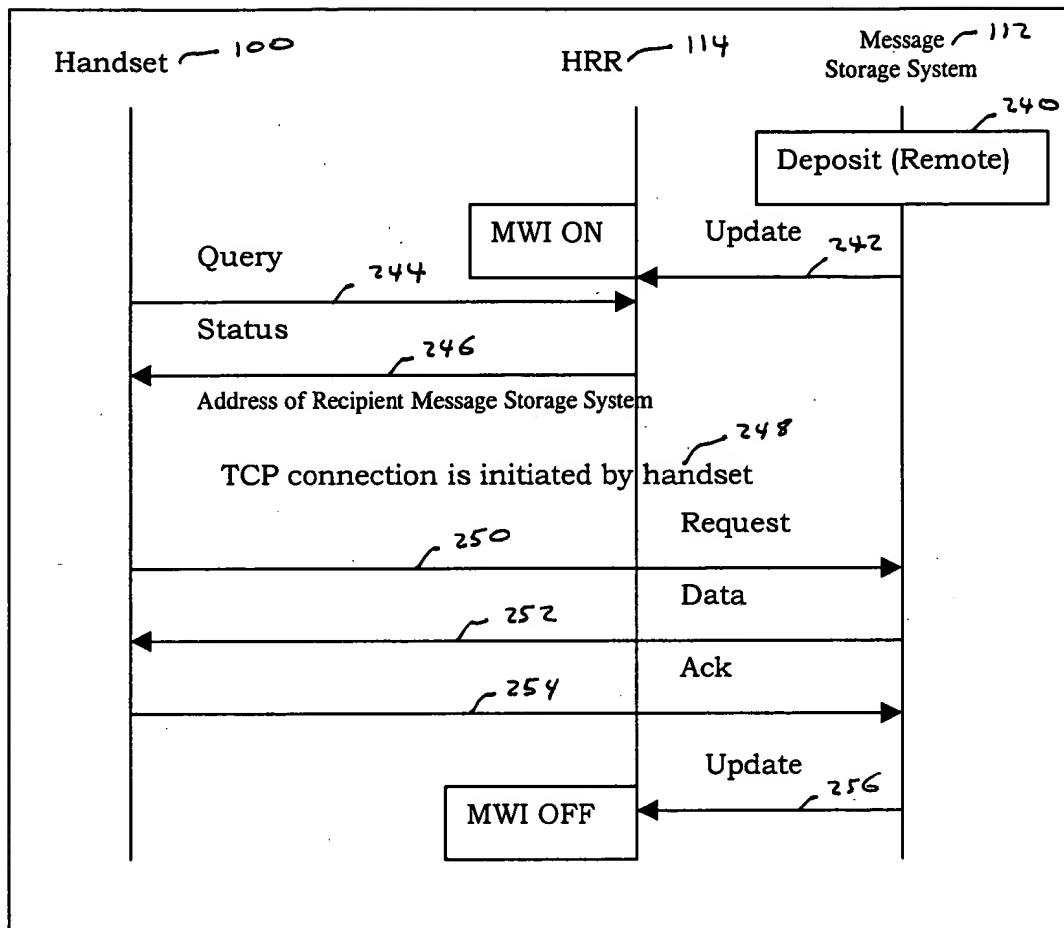 Handset 100
HRR 114
Message 112
Storage System
240
Deposit (Remote)
MWI ON
Update
242
Query
244
Status
246
Address of Recipient Message Storage System
248
TCP connection is initiated by handset
Request
250
Data
252
Ack
254
Update
256
MWI OFF